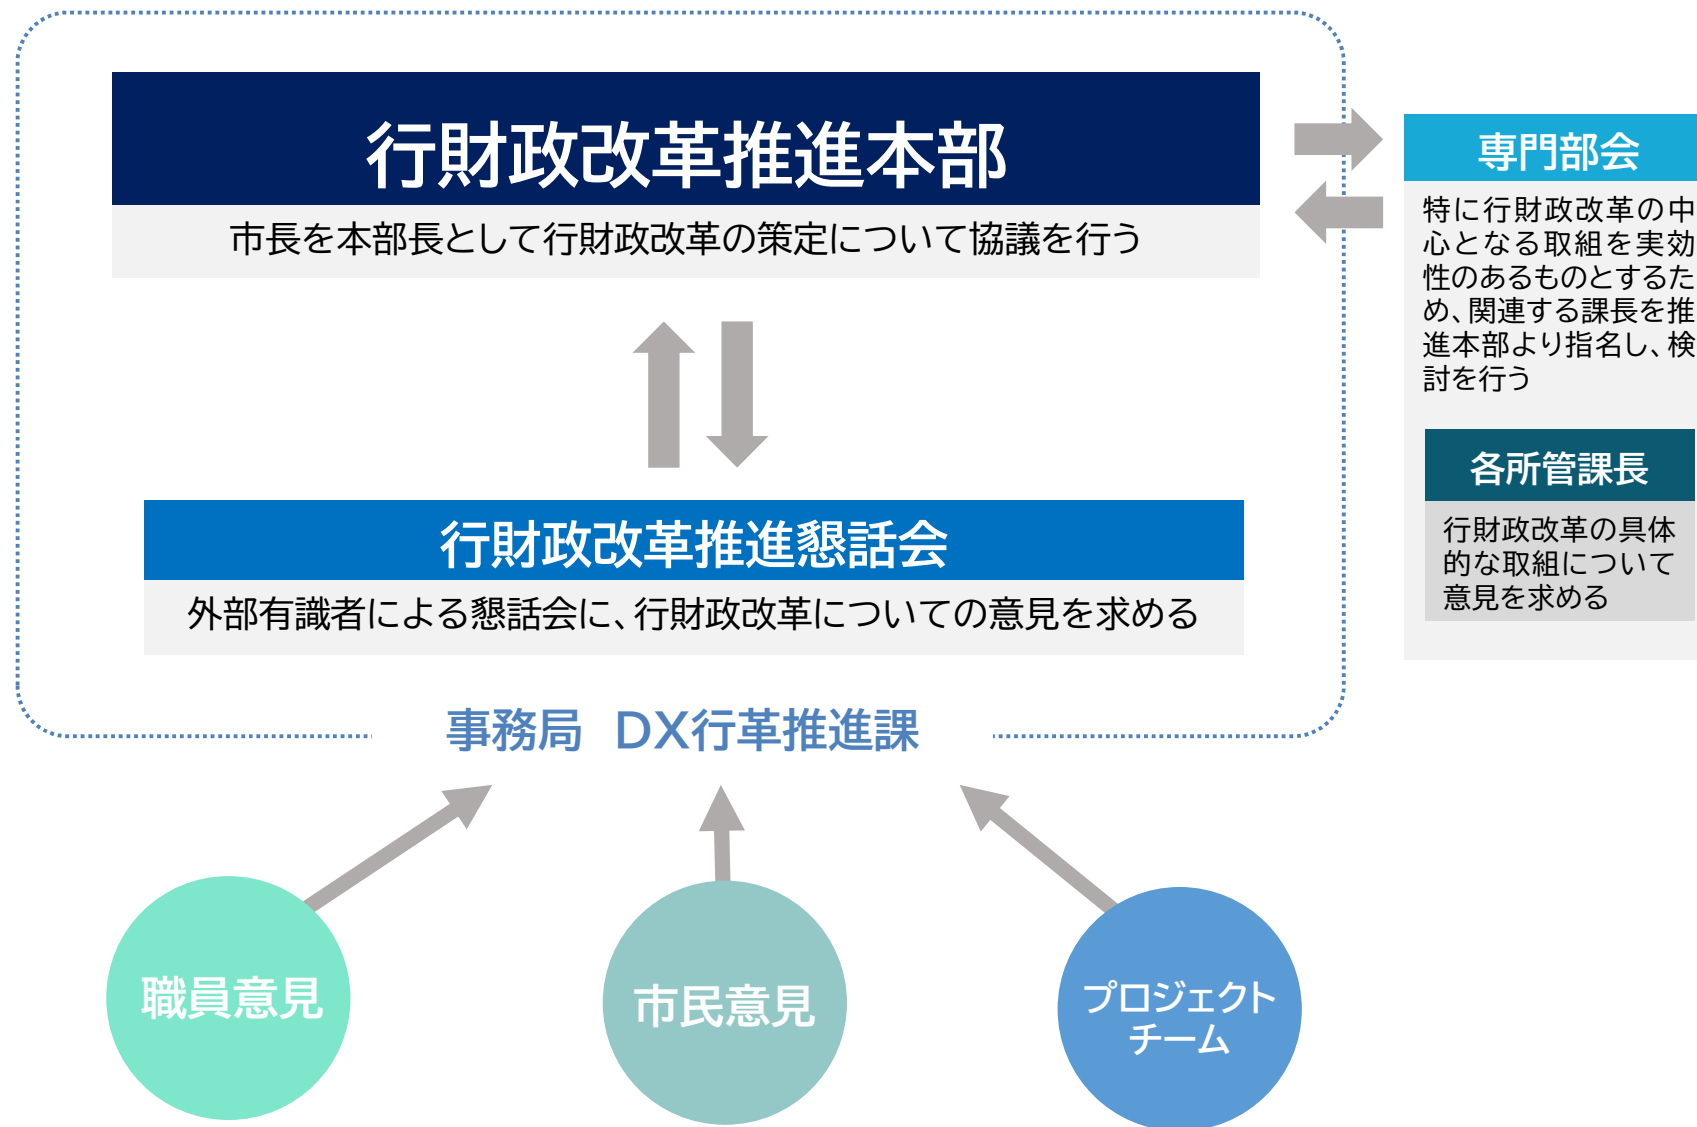 行財政改革推進本部
市長を本部長として行財政改革の策定について協議を行う
専門部会
特に行財政改革の中
心となる取組を実効
性のあるものとするた
め、関連する課長を推
進本部より指名し、検
討を行う
各所管課長
行財政改革の具体
的な取組について
意見を求める
行財政改革推進懇話会
外部有識者による懇話会に、行財政改革についての意見を求める
事務局　DX行革推進課
職員意見
市民意見
プロジェクト
チーム